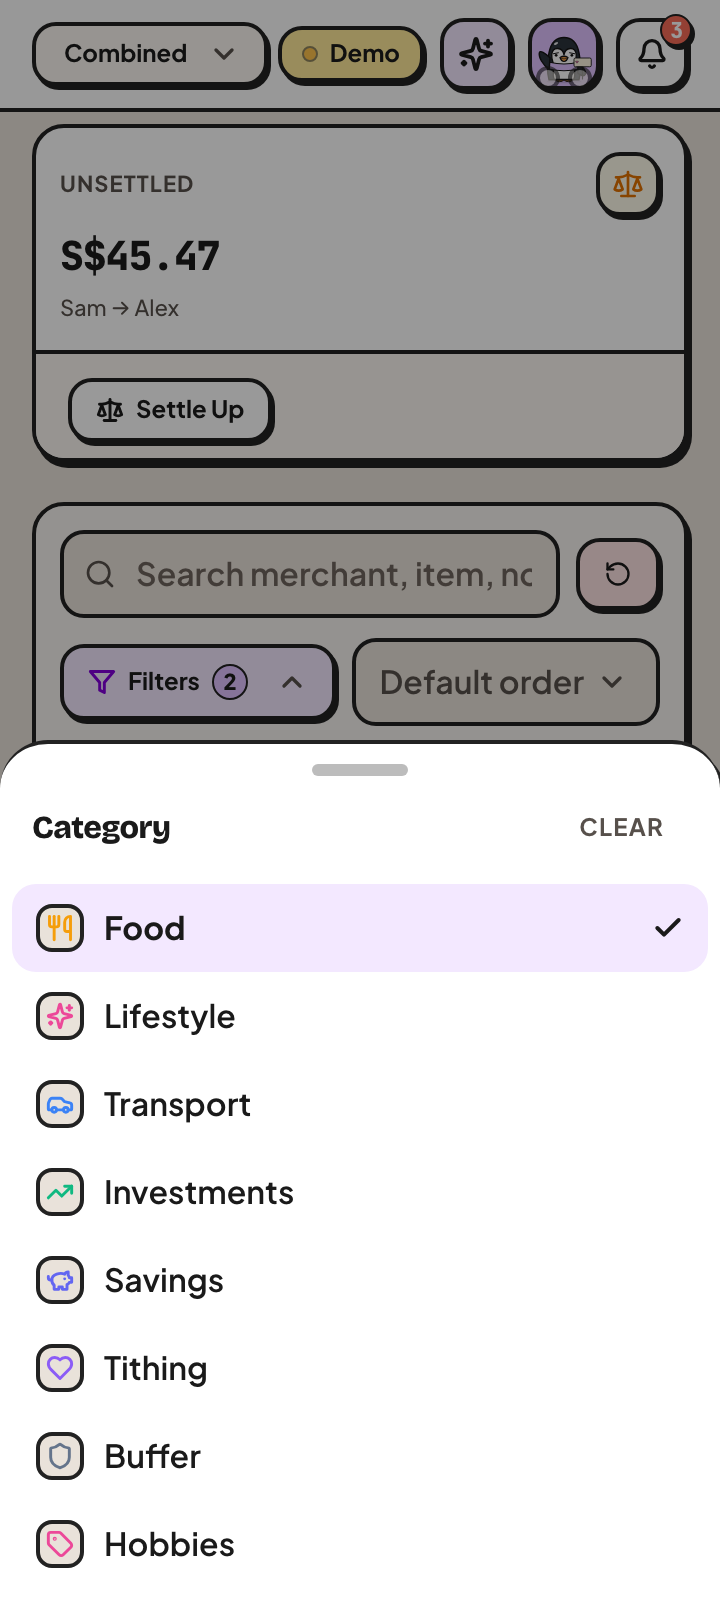 Combined
Demo
3
UNSETTLED
S$45.47
Sam → Alex
Settle Up
Search merchant, item, no
Filters 2
Default order
Category
CLEAR
Food
Lifestyle
Transport
Investments
Savings
Tithing
Buffer
Hobbies